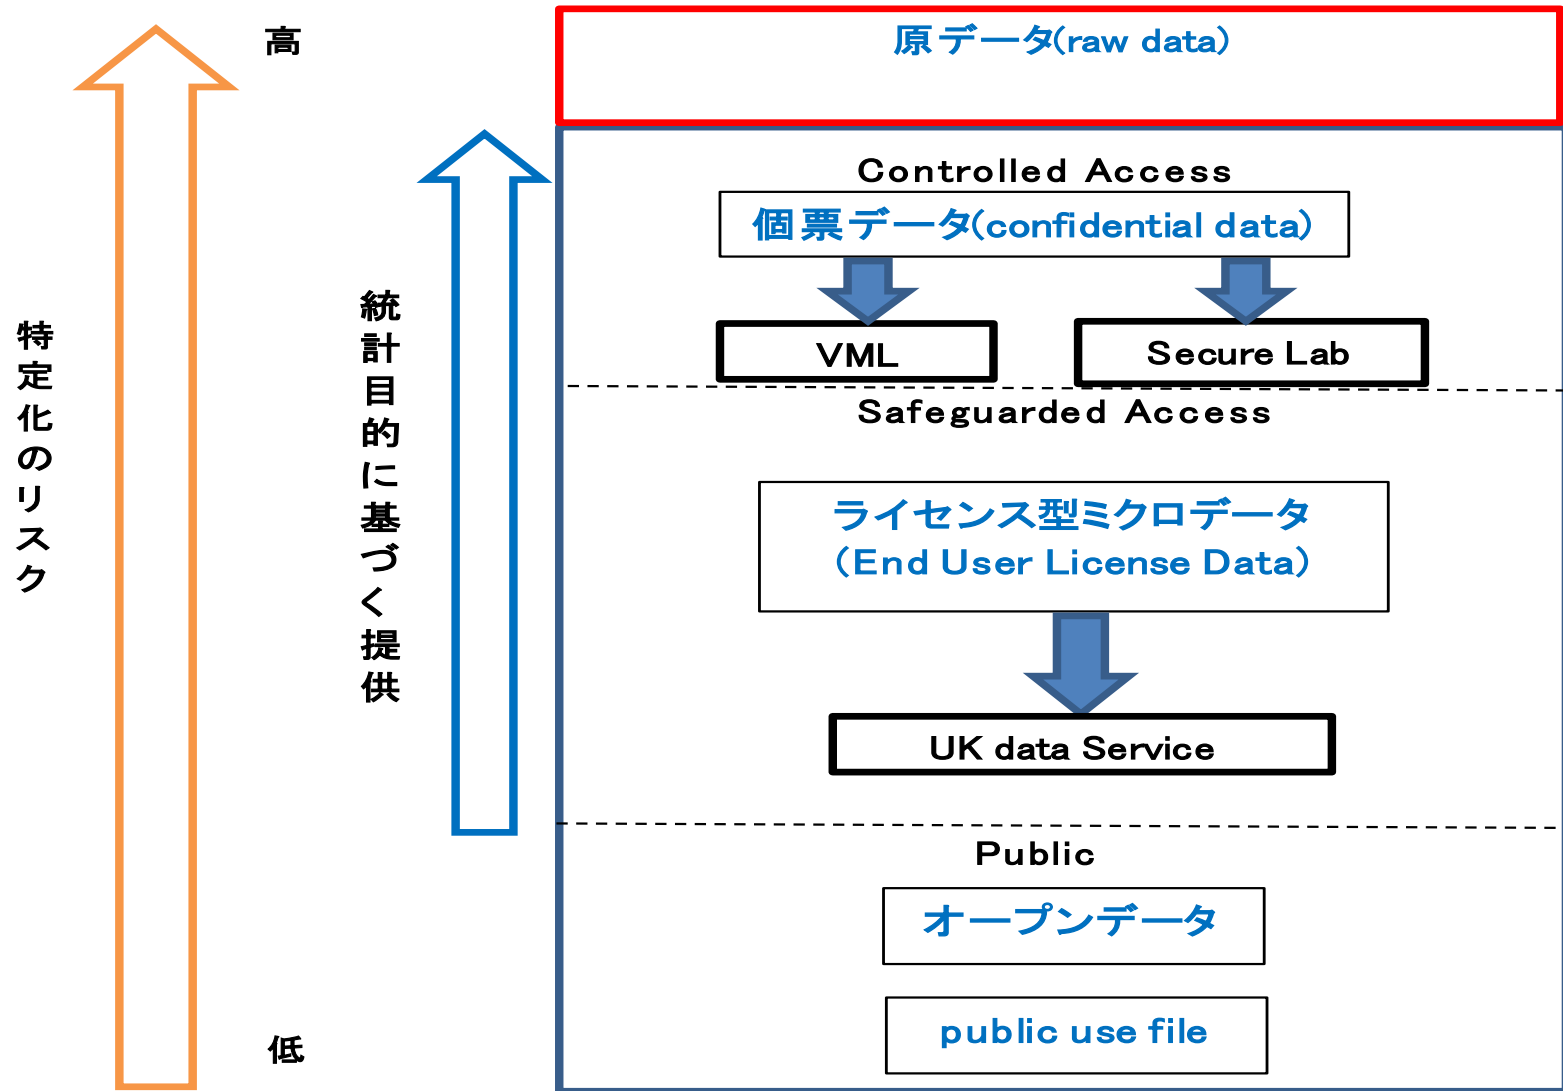 高
原データ(raw data)
Controlled Access
個票データ(confidential data)
VML
Secure Lab
Safeguarded Access
ライセンス型ミクロデータ
(End User License Data)
UK data Service
Public
オープンデータ
public use file
特定化のリスク
統計目的に基づく提供
低